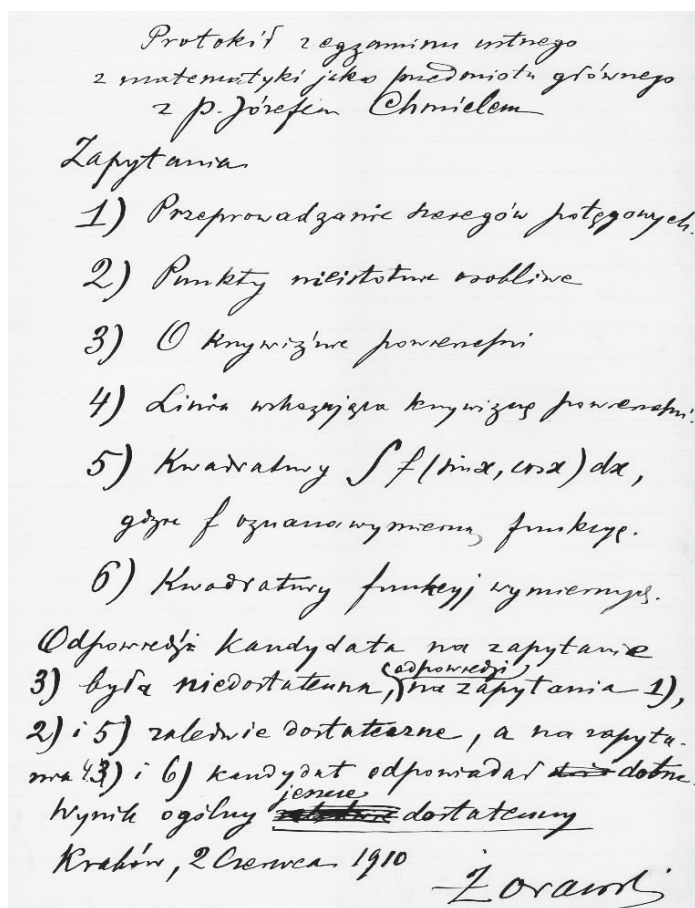 Protokół z egzaminu ustnego
z matematyki jako przedmiotu głównego
z p. Józefem Chmielem
Zapytania
1) Przeprowadzanie szeregów potęgowych.
2) Punkty nieistotnie osobliwe
3) O krzywiźnie powierzchni
4) Linia wskazująca krzywiznę powierzchni.
5) Kwadratury ∫ f (sin x, cos x) dx,
gdzie f oznacza wymierną funkcyę.
6) Kwadratury funkcyj wymiernych.
Odpowiedź kandydata na zapytanie
3) była niedostateczna, (odpowiedzi) na zapytania 1),
2) i 5) zaledwie dostateczne, a na zapyta-
nia 4) i 6) kandydat odpowiadał dobrze.
Wynik ogólny jeszcze dostateczny
Kraków, 2 Czerwca 1910
Żorawski